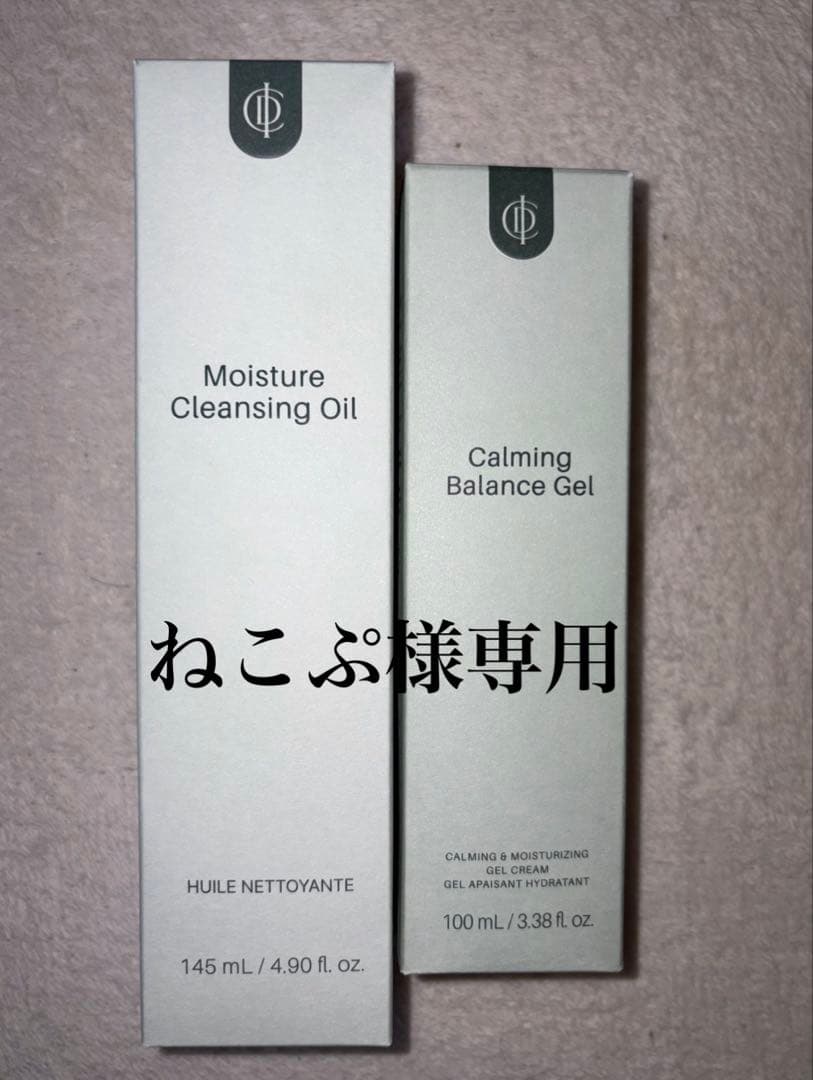 Moisture
Cleansing Oil
HUILE NETTOYANTE
145 mL / 4.90 fl. oz.
Calming
Balance Gel
CALMING & MOISTURIZING
GEL CREAM
GEL APAISANT HYDRATANT
100 mL / 3.38 fl. oz.
ねこぷ様専用